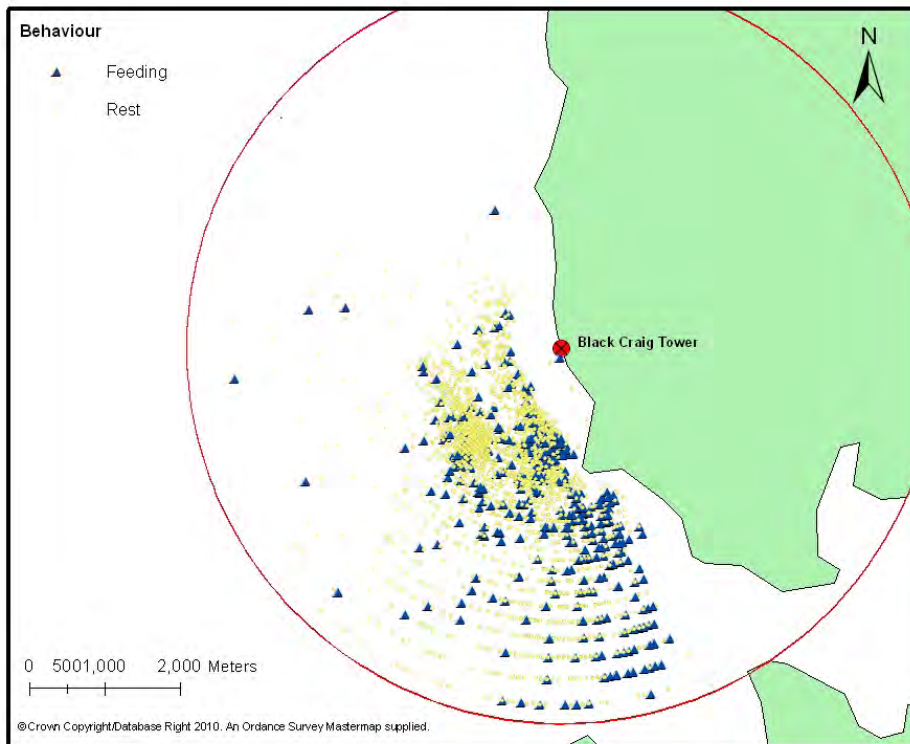 Behaviour
Feeding
Rest
N
Black Craig Tower
0 5001,000 2,000 Meters
©Crown Copyright/Database Right 2010. An Ordance Survey Mastermap supplied.